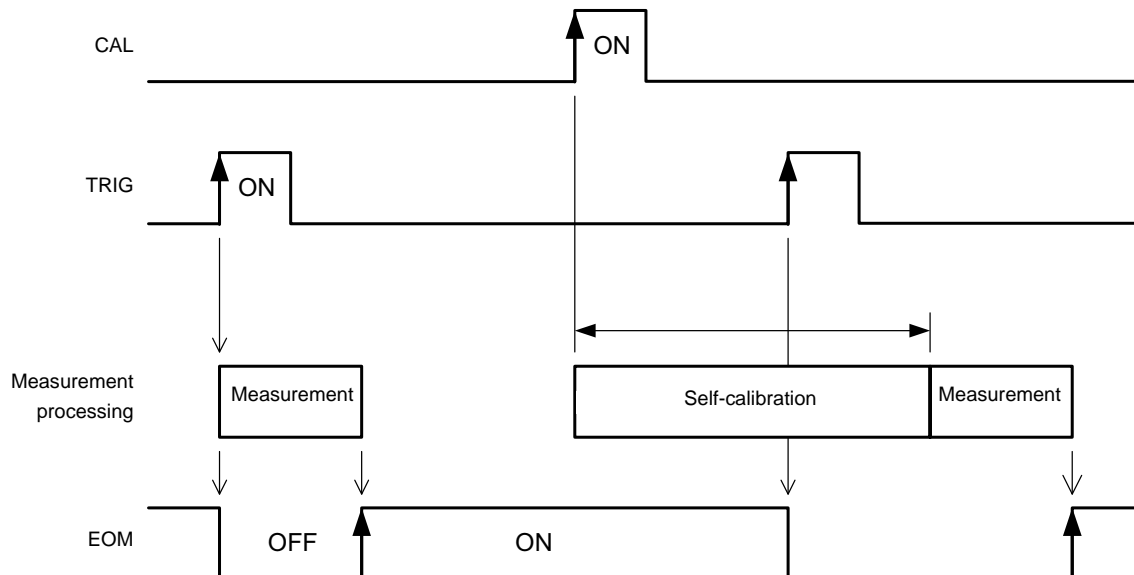 CAL
ON
TRIG
ON
Measurement
processing
Measurement
Self-calibration
Measurement
EOM
OFF
ON